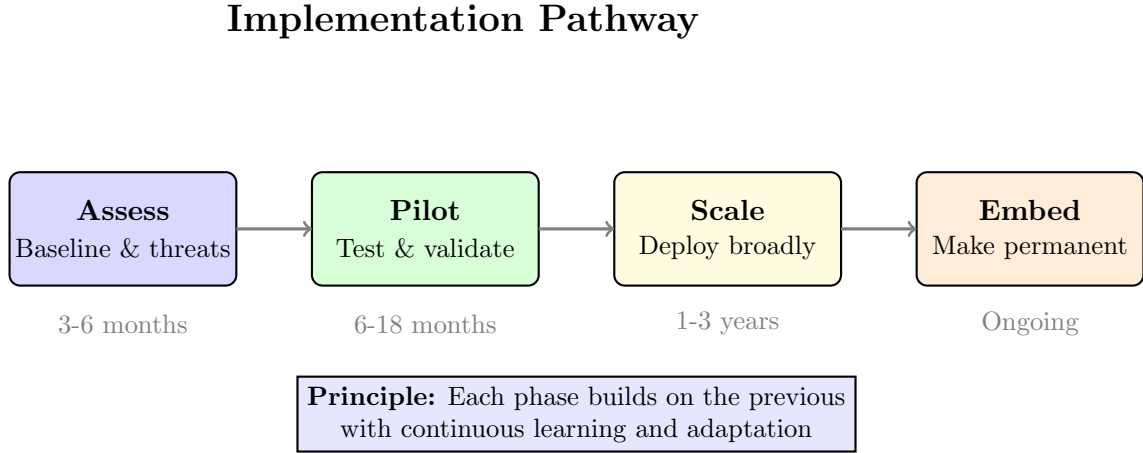 Implementation Pathway
Assess
Baseline & threats
3-6 months
Pilot
Test & validate
6-18 months
Scale
Deploy broadly
1-3 years
Embed
Make permanent
Ongoing
Principle: Each phase builds on the previous
with continuous learning and adaptation